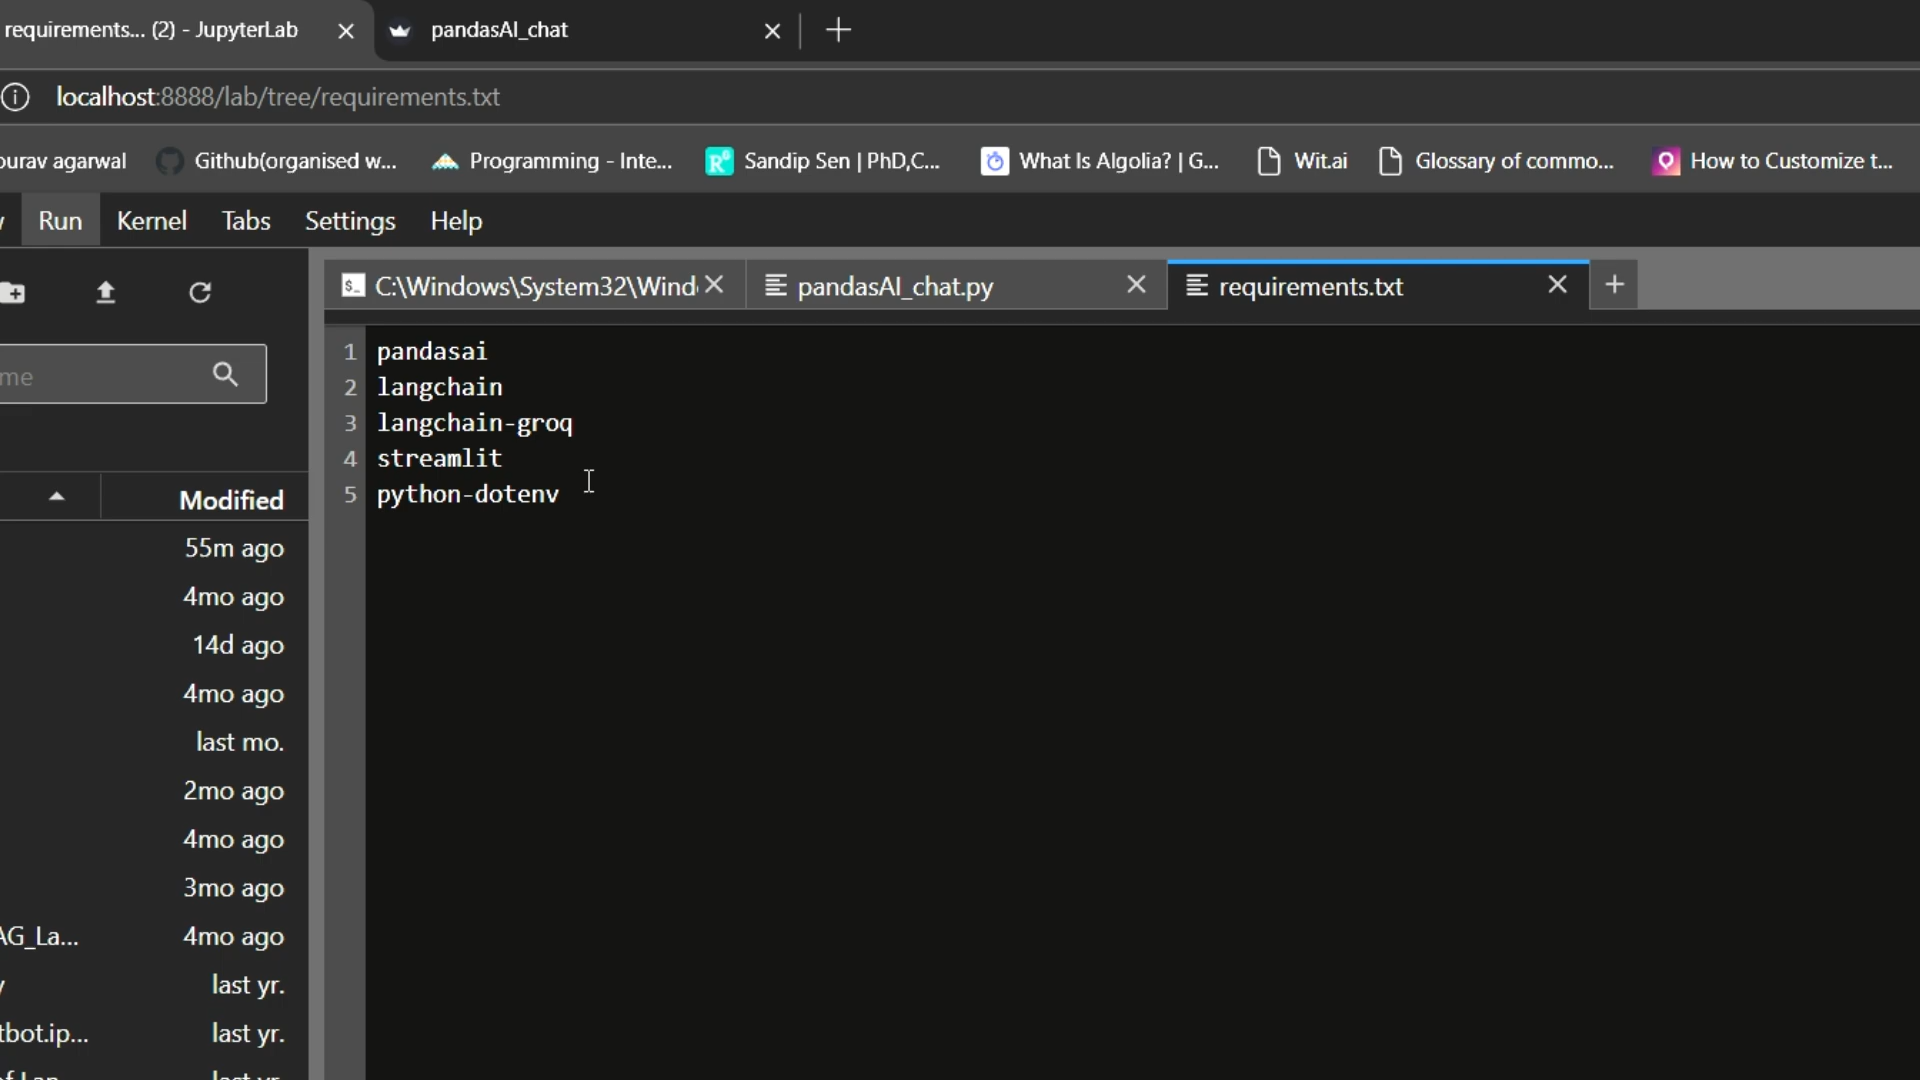 requirements... (2) - JupyterLab
pandasAI_chat
localhost:8888/lab/tree/requirements.txt
ourav agarwal
Github(organised w...
Programming - Inte...
Sandip Sen | PhD,C...
What Is Algolia? | G...
Wit.ai
Glossary of commo...
How to Customize t...
Run
Kernel
Tabs
Settings
Help
C:\Windows\System32\Wind
pandasAI_chat.py
requirements.txt
me
Modified
55m ago
4mo ago
14d ago
4mo ago
last mo.
2mo ago
4mo ago
3mo ago
AG_La...
4mo ago
y
last yr.
tbot.ip...
last yr.
1 pandasai
2 langchain
3 langchain-groq
4 streamlit
5 python-dotenv